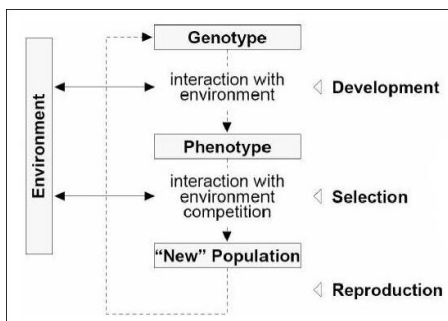 Genotype
interaction with
environment
Development
Environment
Phenotype
interaction with
environment
competition
Selection
“New” Population
Reproduction